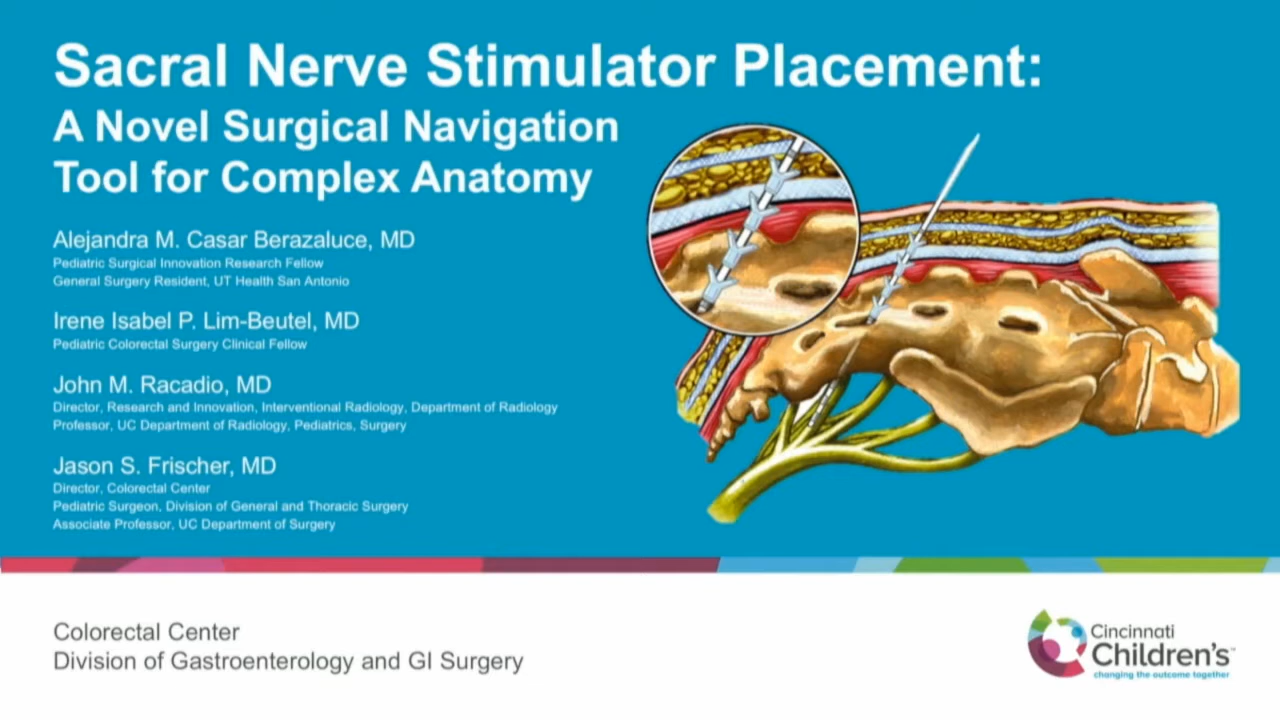 Sacral Nerve Stimulator Placement:
A Novel Surgical Navigation
Tool for Complex Anatomy
Alejandra M. Casar Berazaluce, MD
Pediatric Surgical Innovation Research Fellow
General Surgery Resident, UT Health San Antonio
Irene Isabel P. Lim-Beutel, MD
Pediatric Colorectal Surgery Clinical Fellow
John M. Racadio, MD
Director, Research and Innovation, Interventional Radiology, Department of Radiology
Professor, UC Department of Radiology, Pediatrics, Surgery
Jason S. Frischer, MD
Director, Colorectal Center
Pediatric Surgeon, Division of General and Thoracic Surgery
Associate Professor, UC Department of Surgery
Colorectal Center
Division of Gastroenterology and GI Surgery
Cincinnati
Children's™
changing the outcome together